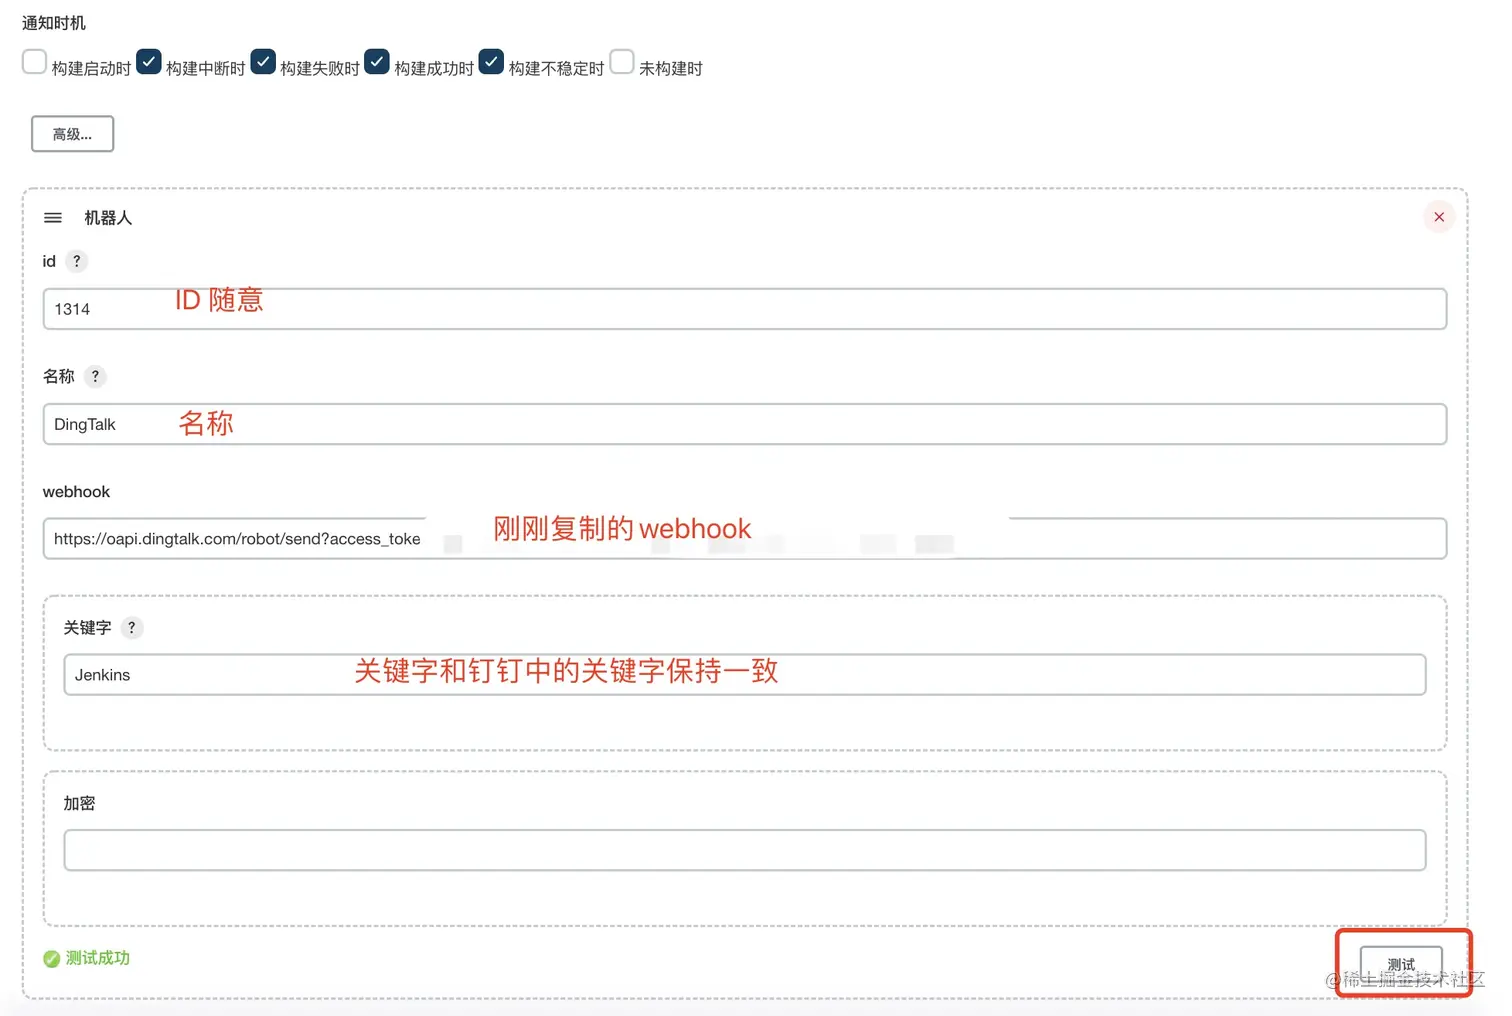 通知时机
构建启动时 构建中断时 构建失败时 构建成功时 构建不稳定时 未构建时
高级...
机器人
id ?
1314 ID 随意
名称 ?
DingTalk 名称
webhook
https://oapi.dingtalk.com/robot/send?access_toke 刚刚复制的 webhook
关键字 ?
Jenkins 关键字和钉钉中的关键字保持一致
加密
测试成功
测试
@稀土掘金技术社区